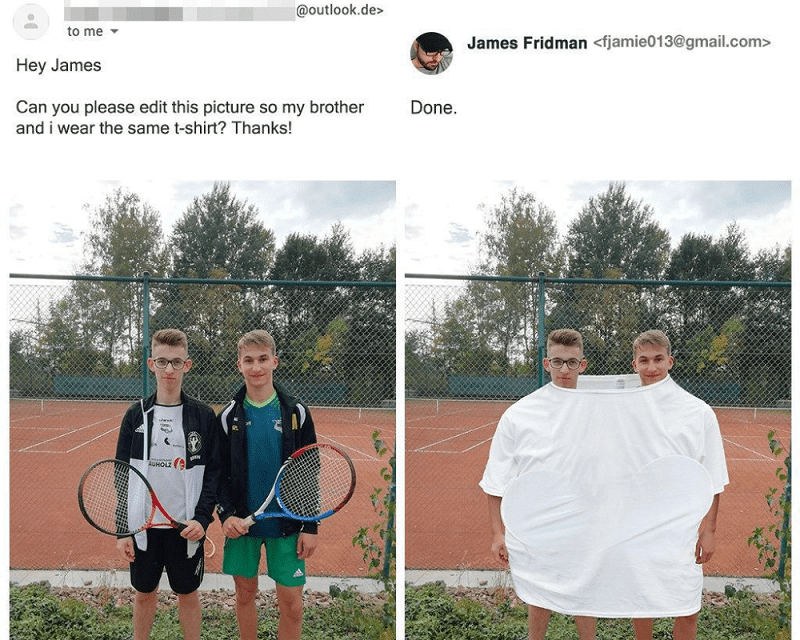 @outlook.de>
to me
Hey James
Can you please edit this picture so my brother
and i wear the same t-shirt? Thanks!
James Fridman <fjamie013@gmail.com>
Done.
AUHOLZ